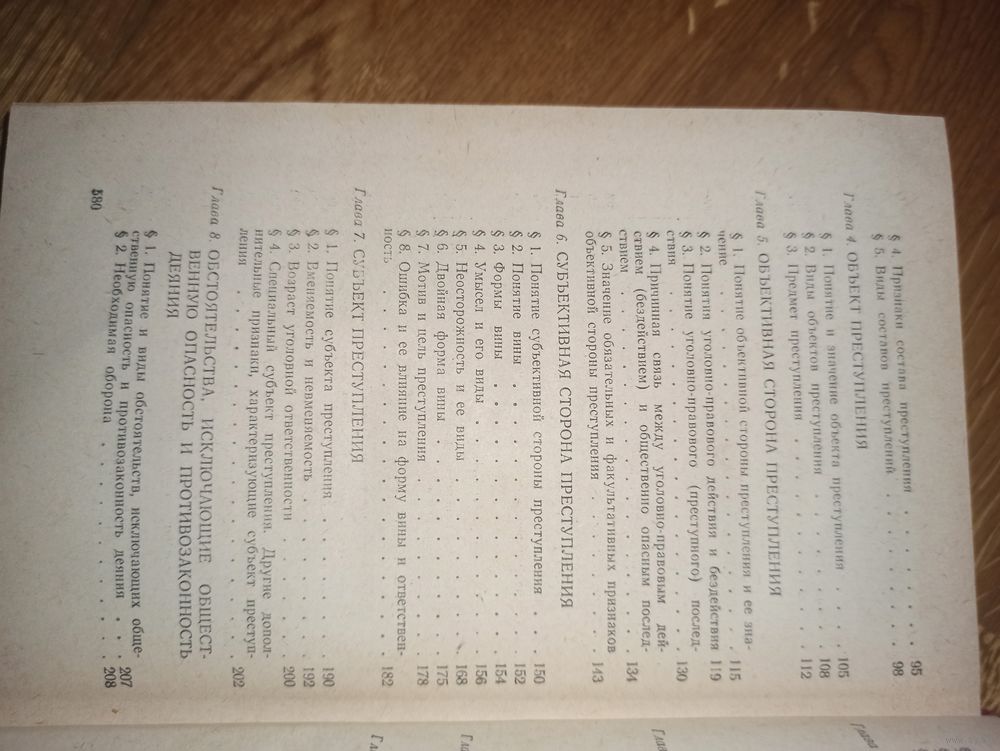 § 4. Признаки состава преступления . . . . . 95
§ 5. Виды составов преступлений . . . . . . 98
Глава 4. ОБЪЕКТ ПРЕСТУПЛЕНИЯ
§ 1. Понятие и значение объекта преступления . . . 105
§ 2. Виды объектов преступления . . . . . . 108
§ 3. Предмет преступления . . . . . . . 112
Глава 5. ОБЪЕКТИВНАЯ СТОРОНА ПРЕСТУПЛЕНИЯ
§ 1. Понятие объективной стороны преступления и ее зна-
чение . . . . . . . . . . 115
§ 2. Понятия уголовно-правового действия и бездействия 119
§ 3. Понятие уголовно-правового (преступного) послед-
ствия . . . . . . . . . . 130
§ 4. Причинная связь между уголовно-правовым дей-
ствием (бездействием) и общественно опасным послед-
ствием . . . . . . . . . . 134
§ 5. Значение обязательных и факультативных признаков
объективной стороны преступления . . . . . 143
Глава 6. СУБЪЕКТИВНАЯ СТОРОНА ПРЕСТУПЛЕНИЯ
§ 1. Понятие субъективной стороны преступления . . 150
§ 2. Понятие вины . . . . . . . . 152
§ 3. Формы вины . . . . . . . . 154
§ 4. Умысел и его виды . . . . . . . 156
§ 5. Неосторожность и ее виды . . . . . . 168
§ 6. Двойная форма вины . . . . . . . 175
§ 7. Мотив и цель преступления . . . . . . 178
§ 8. Ошибка и ее влияние на форму вины и ответствен-
ность . . . . . . . . . . 182
Глава 7. СУБЪЕКТ ПРЕСТУПЛЕНИЯ
§ 1. Понятие субъекта преступления . . . . . 190
§ 2. Вменяемость и невменяемость . . . . . 192
§ 3. Возраст уголовной ответственности . . . . 200
§ 4. Специальный субъект преступления. Другие допол-
нительные признаки, характеризующие субъект преступ-
ления . . . . . . . . . . 202
Глава 8. ОБСТОЯТЕЛЬСТВА, ИСКЛЮЧАЮЩИЕ ОБЩЕСТ-
ВЕННУЮ ОПАСНОСТЬ И ПРОТИВОЗАКОННОСТЬ
ДЕЯНИЯ
§ 1. Понятие и виды обстоятельств, исключающих обще-
ственную опасность и противозаконность деяния . . 207
§ 2. Необходимая оборона . . . . . . . 208
580
Глава
Глава
Гл
Гл